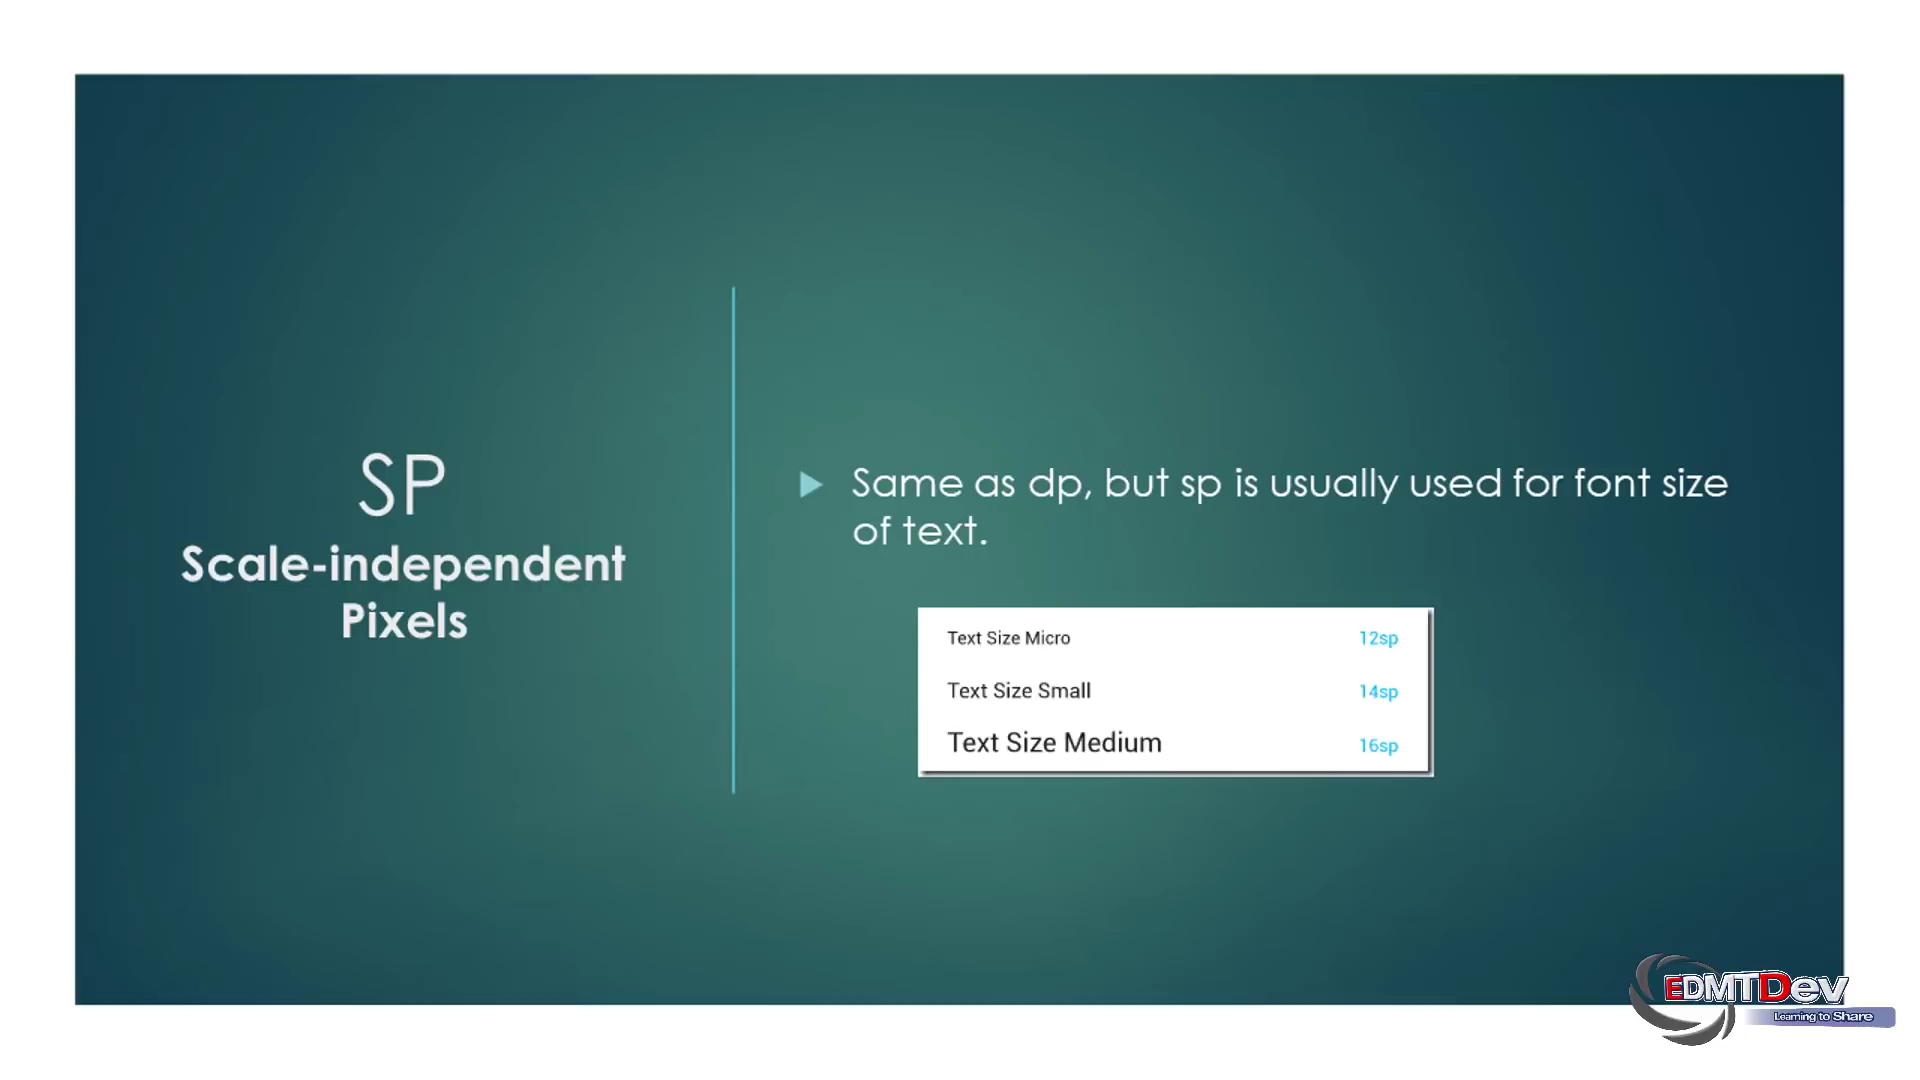 SP
Scale-independent
Pixels
Same as dp, but sp is usually used for font size
of text.
Text Size Micro 12sp
Text Size Small 14sp
Text Size Medium 16sp
EDMTDev
Learning to Share